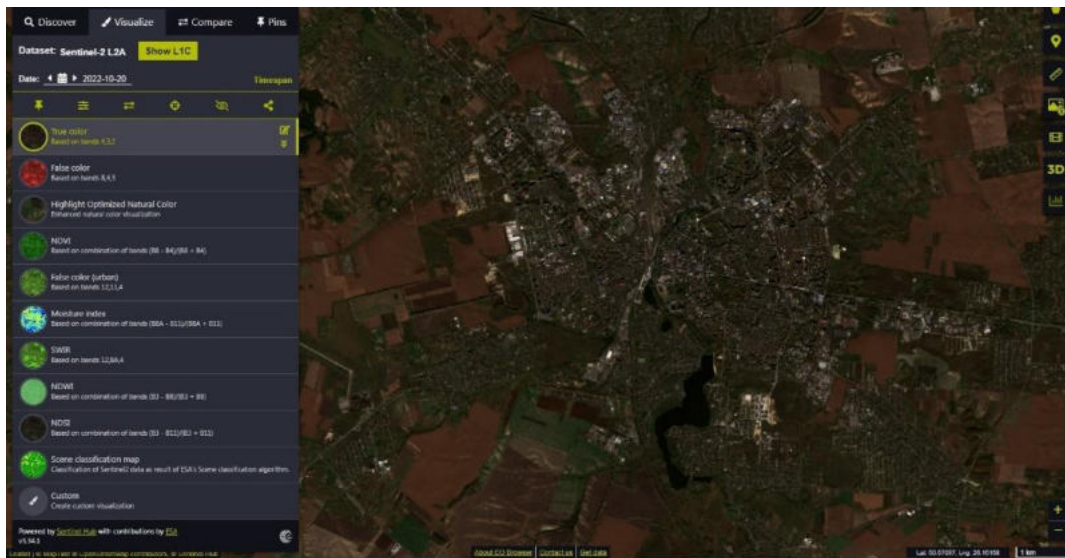 Discover
Visualize
Compare
Pins
Dataset: Sentinel-2 L2A Show L1C
Date: 2022-10-20 Timespan
True color
Based on bands 4,3,2
False color
Based on bands 8,4,3
Highlight Optimized Natural Color
Enhanced natural color visualization
NDVI
Based on combination of bands (B8 - B4)/(B8 + B4)
False color (urban)
Based on bands 12,11,4
Moisture index
Based on combination of bands (B8A - B11)/(B8A + B11)
SWIR
Based on bands 12,8A,4
NDWI
Based on combination of bands (B3 - B8)/(B3 + B8)
NDSI
Based on combination of bands (B3 - B11)/(B3 + B11)
Scene classification map
Classification of Sentinel2 data as result of ESA's Scene classification algorithm.
Custom
Create custom visualization
Powered by Sentinel Hub with contributions by ESA
3D
About EO Browser Contact us Get data
1 km